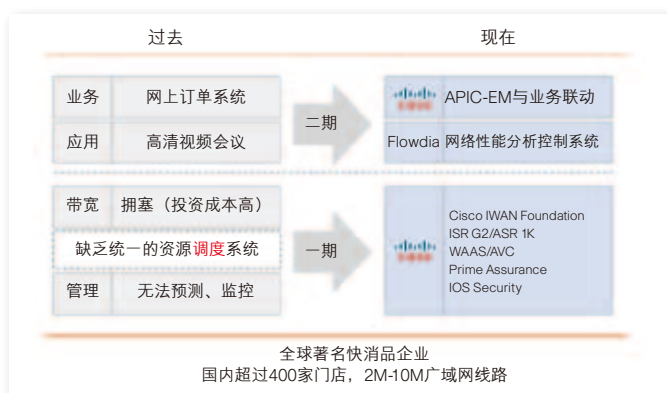 过去
现在
业务 网上订单系统
应用 高清视频会议
二期
APIC-EM与业务联动
Flowdia 网络性能分析控制系统
带宽 拥塞（投资成本高）
缺乏统一的资源调度系统
管理 无法预测、监控
一期
Cisco IWAN Foundation
ISR G2/ASR 1K
WAAS/AVC
Prime Assurance
IOS Security
全球著名快消品企业
国内超过400家门店，2M-10M广域网线路